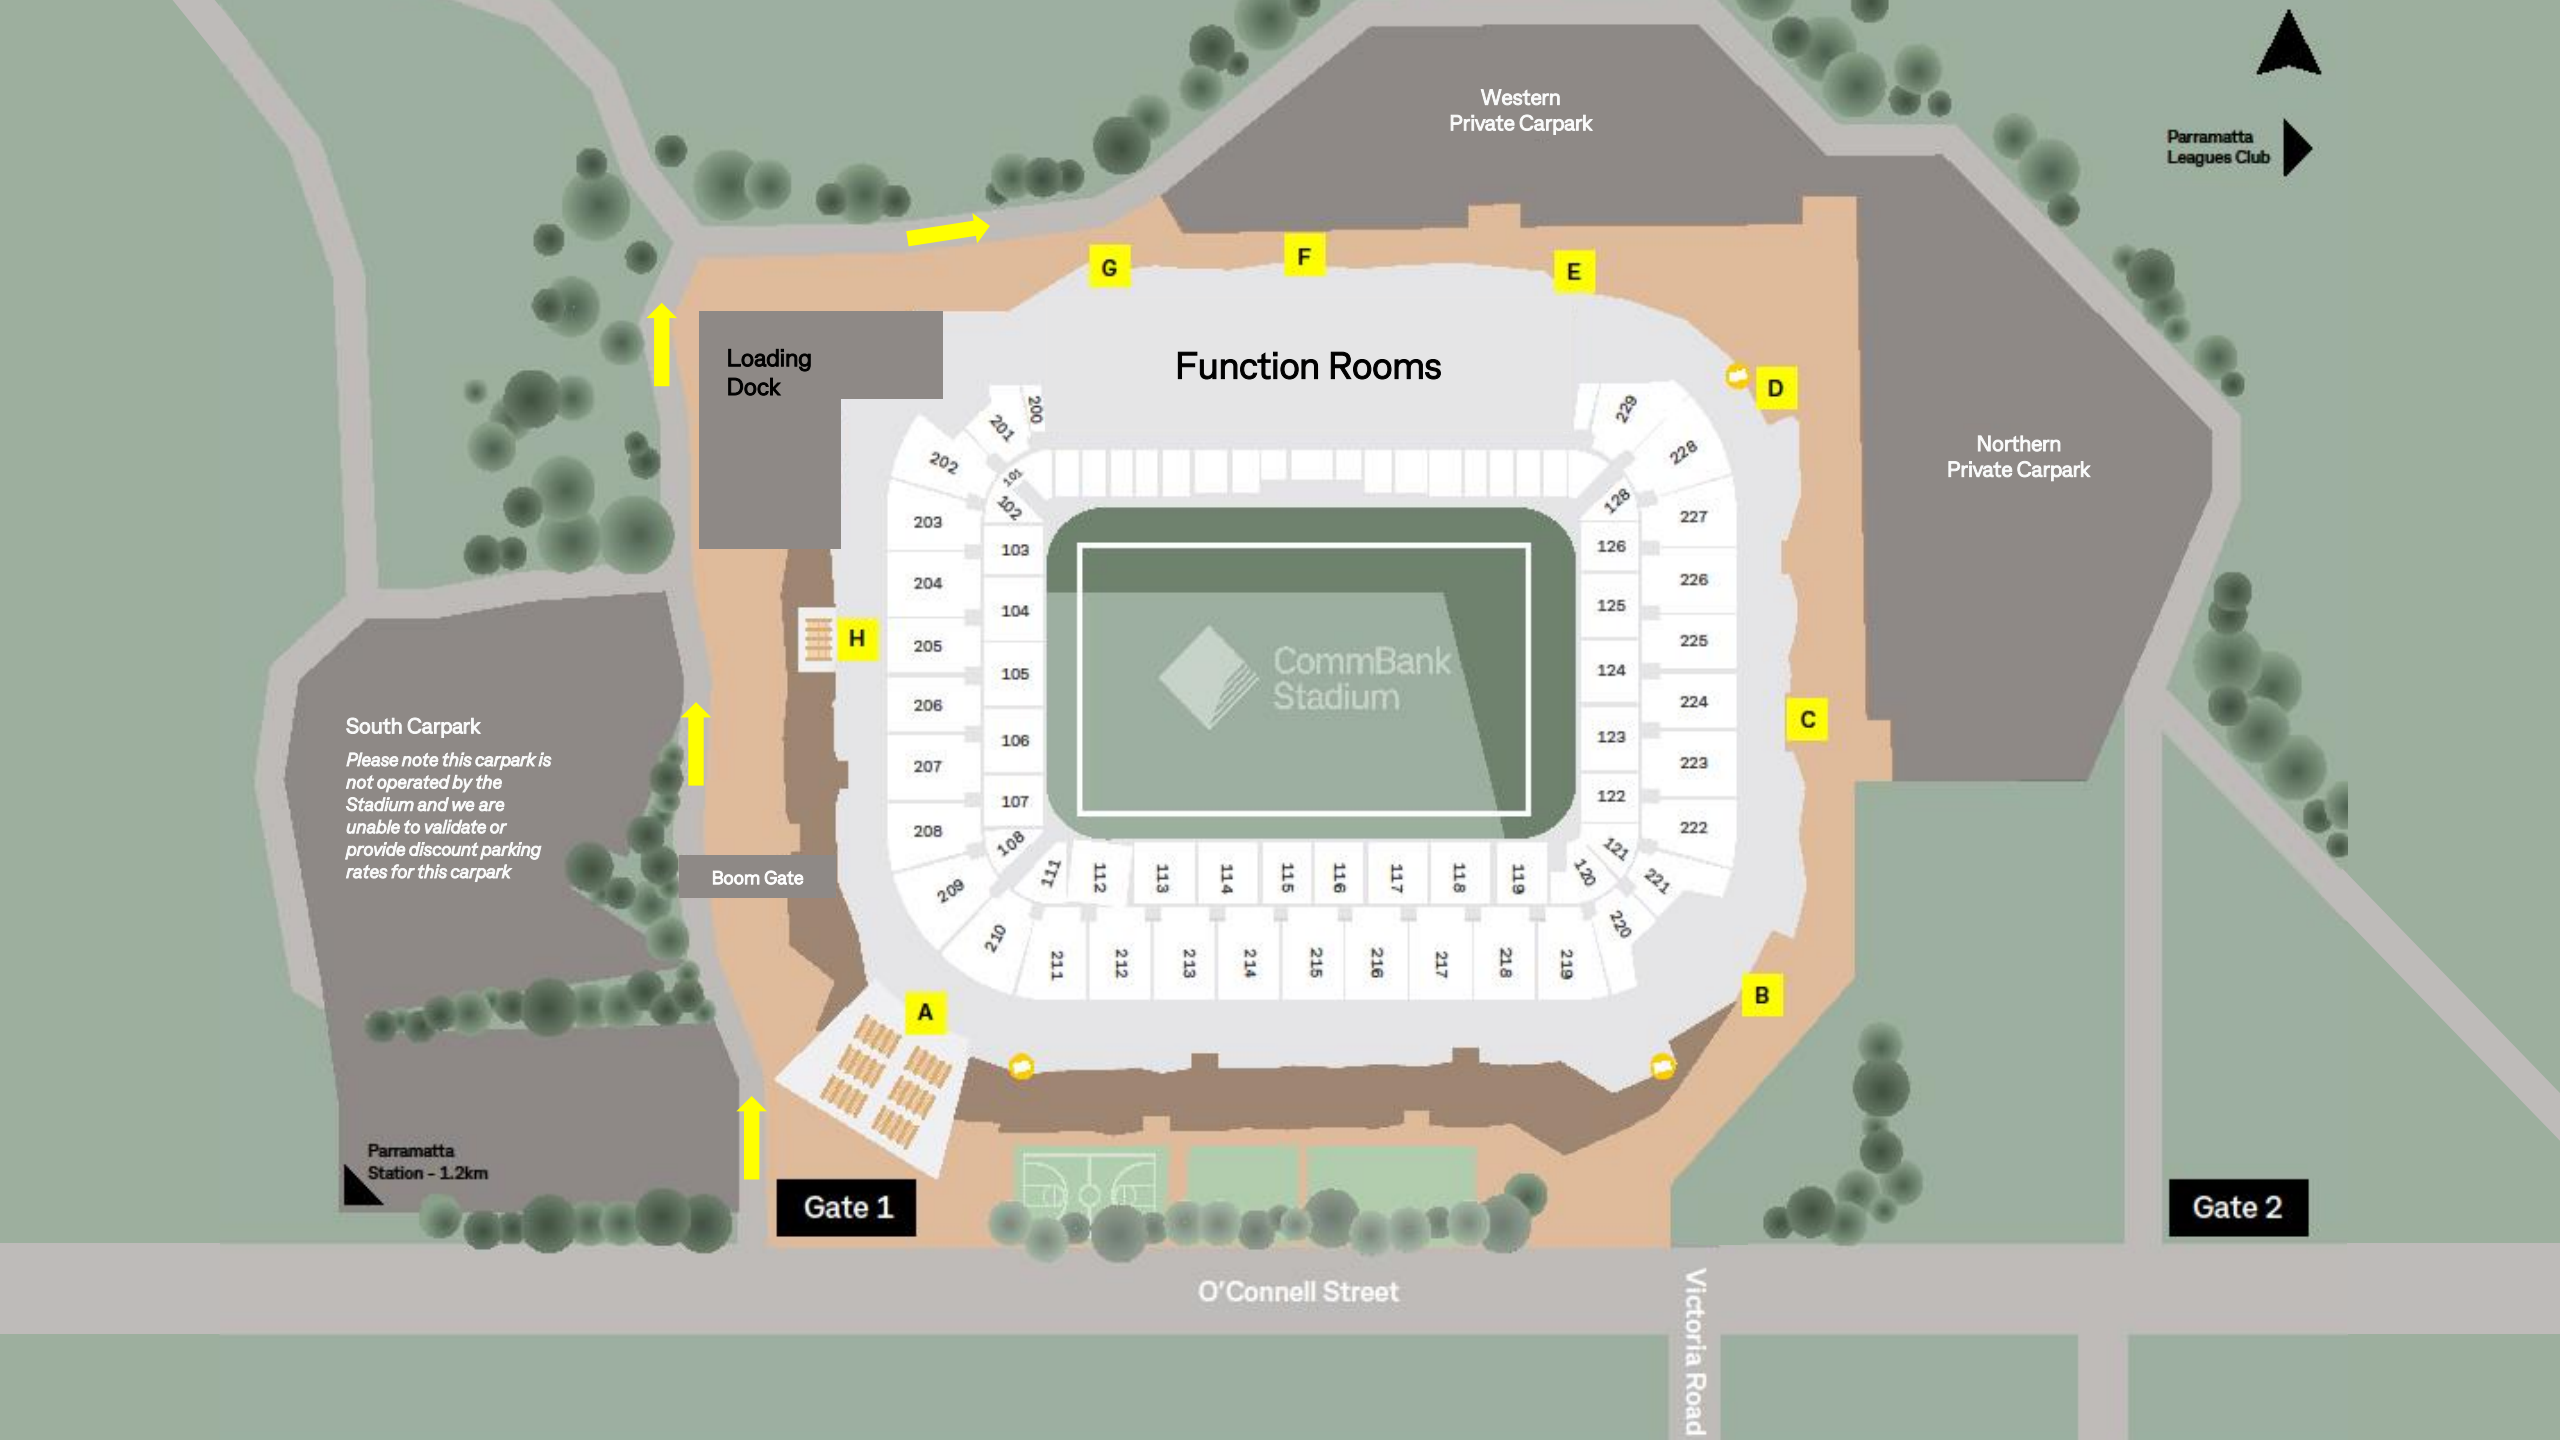 Western
Private Carpark
Parramatta
Leagues Club
G
F
E
Loading
Dock
Function Rooms
D
Northern
Private Carpark
200
201
202
101
102
203
103
204
104
H
205
105
206
106
207
107
208
108
209
210
229
228
128
227
126
226
125
225
124
224
123
223
122
222
121
221
120
220
C
CommBank
Stadium
South Carpark
Please note this carpark is
not operated by the
Stadium and we are
unable to validate or
provide discount parking
rates for this carpark
Boom Gate
111
112
113
114
115
116
117
118
119
211
212
213
214
215
216
217
218
219
A
B
Parramatta
Station - 1.2km
Gate 1
Gate 2
O'Connell Street
Victoria Road